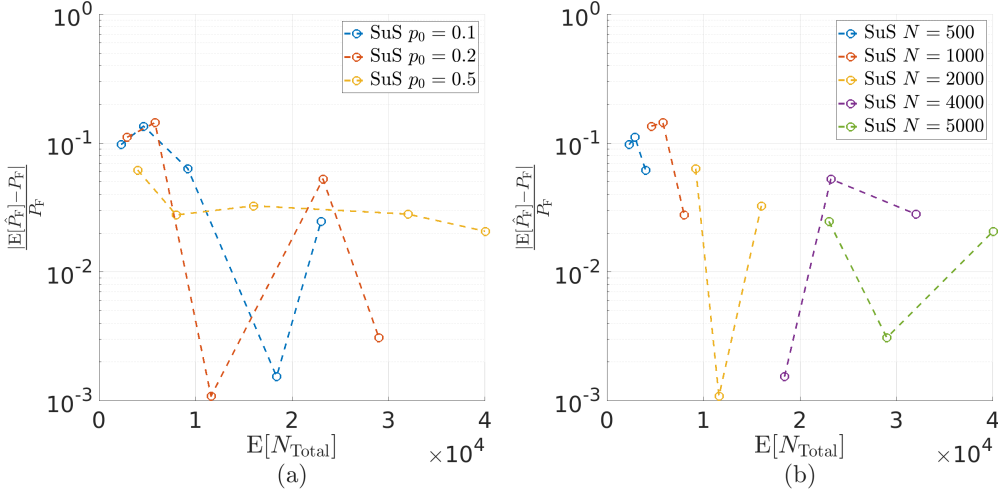 10^0
10^-1
10^-2
10^-3
|E[P̂_F]−P_F|
P_F
SuS p_0 = 0.1
SuS p_0 = 0.2
SuS p_0 = 0.5
0
1
2
3
4
E[N_Total]
×10^4
(a)
10^0
10^-1
10^-2
10^-3
|E[P̂_F]−P_F|
P_F
SuS N = 500
SuS N = 1000
SuS N = 2000
SuS N = 4000
SuS N = 5000
0
1
2
3
4
E[N_Total]
×10^4
(b)